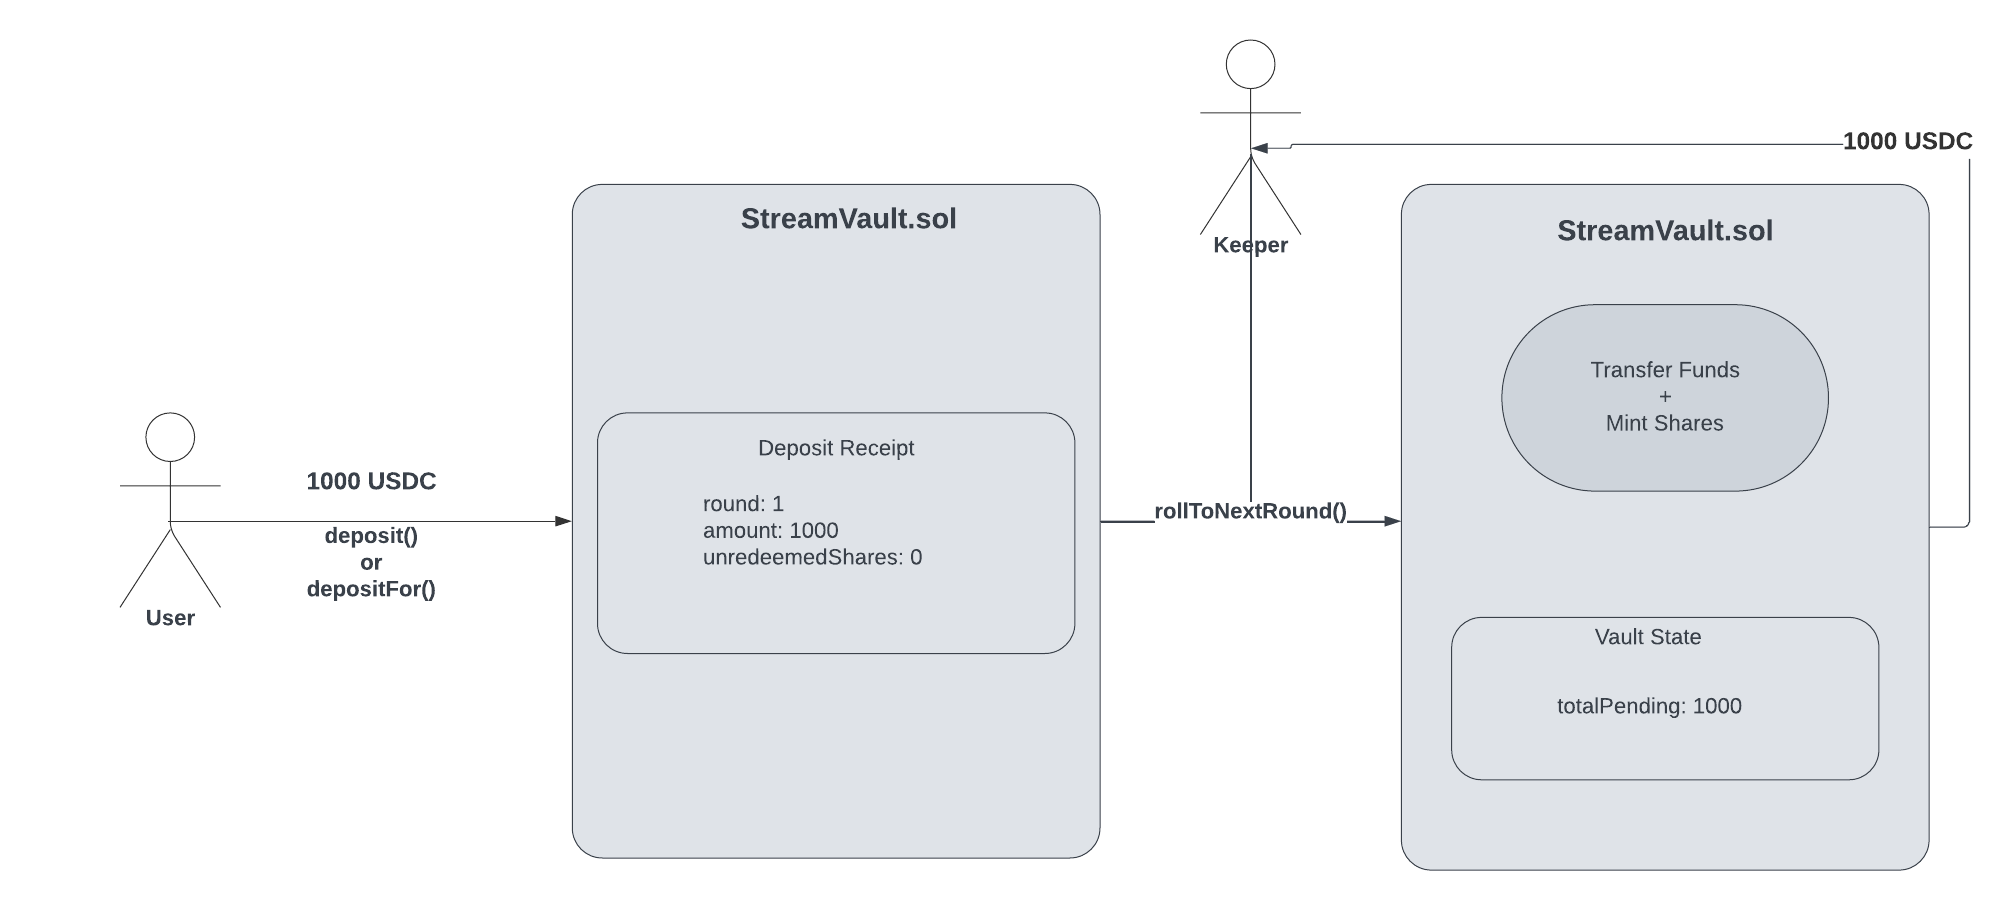 Keeper
1000 USDC
StreamVault.sol
Deposit Receipt
round: 1
amount: 1000
unredeemedShares: 0
1000 USDC
deposit()
or
depositFor()
User
rollToNextRound()
StreamVault.sol
Transfer Funds
+
Mint Shares
Vault State
totalPending: 1000